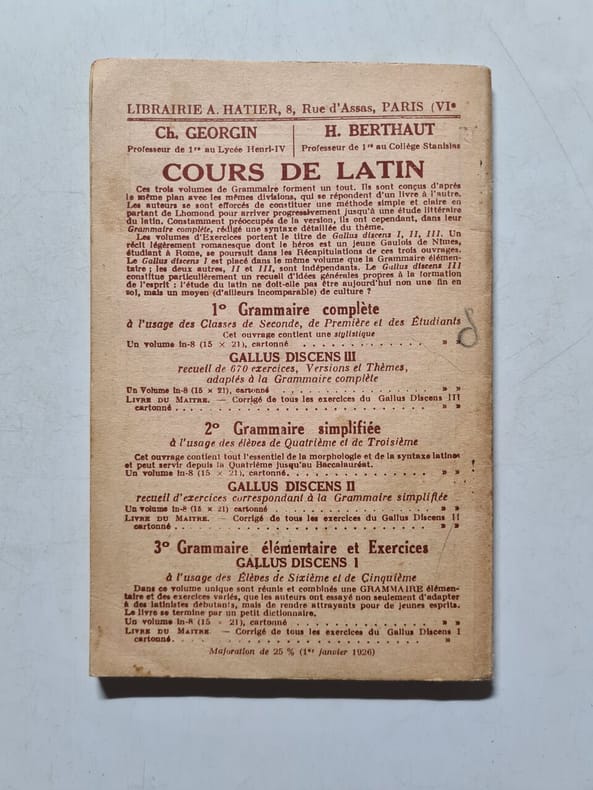 LIBRAIRIE A. HATIER, 8, Rue d'Assas, PARIS (VIe
Ch. GEORGIN
Professeur de 1re au Lycée Henri-IV
H. BERTHAUT
Professeur de 1re au Collège Stanislas
COURS DE LATIN
Ces trois volumes de Grammaire forment un tout. Ils sont conçus d'après
le même plan avec les mêmes divisions, qui se répondent d'un livre à l'autre.
Les auteurs se sont efforcés de constituer une méthode simple et claire en
partant de Lhomond pour arriver progressivement jusqu'à une étude littéraire
du latin. Constamment préoccupés de la version, ils ont cependant, dans leur
Grammaire complète, rédigé une syntaxe détaillée du thème.
Les volumes d'Exercices portent le titre de Gallus discens I, II, III. Un
récit légèrement romanesque dont le héros est un jeune Gaulois de Nîmes,
étudiant à Rome, se poursuit dans les Récapitulations de ces trois ouvrages.
Le Gallus discens I est placé dans le même volume que la Grammaire élémen-
taire ; les deux autres, II et III, sont indépendants. Le Gallus discens III
constitue particulièrement un recueil d'idées générales propres à la formation
de l'esprit : l'étude du latin ne doit-elle pas être aujourd'hui non une fin en
soi, mais un moyen (d'ailleurs incomparable) de culture ?
1° Grammaire complète
à l'usage des Classes de Seconde, de Première et des Étudiants
Cet ouvrage contient une stylistique
Un volume in-8 (15 × 21), cartonné . . . . . . . . . . . . . . » »
GALLUS DISCENS III
recueil de 670 exercices, Versions et Thèmes,
adaptés à la Grammaire complète
Un Volume in-8 (15 × 21), cartonné . . . . . . . . . . . . . . » »
LIVRE DU MAITRE. — Corrigé de tous les exercices du Gallus Discens III
cartonné . . . . . . . . . . . . . . . . . . . . . . . . » »
2° Grammaire simplifiée
à l'usage des élèves de Quatrième et de Troisième
Cet ouvrage contient tout l'essentiel de la morphologie et de la syntaxe latines
et peut servir depuis la Quatrième jusqu'au Baccalauréat.
Un volume in-8 (15 × 21), cartonné. . . . . . . . . . . . . . » »
GALLUS DISCENS II
recueil d'exercices correspondant à la Grammaire simplifiée
Un volume in-8 (15 × 21) cartonné . . . . . . . . . . . . . . » »
LIVRE DU MAITRE. — Corrigé de tous les exercices du Gallus Discens II
cartonné . . . . . . . . . . . . . . . . . . . . . . . . » »
3° Grammaire élémentaire et Exercices
GALLUS DISCENS I
à l'usage des Élèves de Sixième et de Cinquième
Dans ce volume unique sont réunis et combinés une GRAMMAIRE élémen-
taire et des exercices variés, que les auteurs ont essayé non seulement d'adapter
à des latinistes débutants, mais de rendre attrayants pour de jeunes esprits.
Le livre se termine par un petit dictionnaire.
Un volume in-8 (15 × 21), cartonné . . . . . . . . . . . . . . » »
LIVRE DU MAITRE. — Corrigé de tous les exercices du Gallus Discens I
cartonné. . . . . . . . . . . . . . . . . . . . . . . . »
Majoration de 25 % (1er janvier 1926)